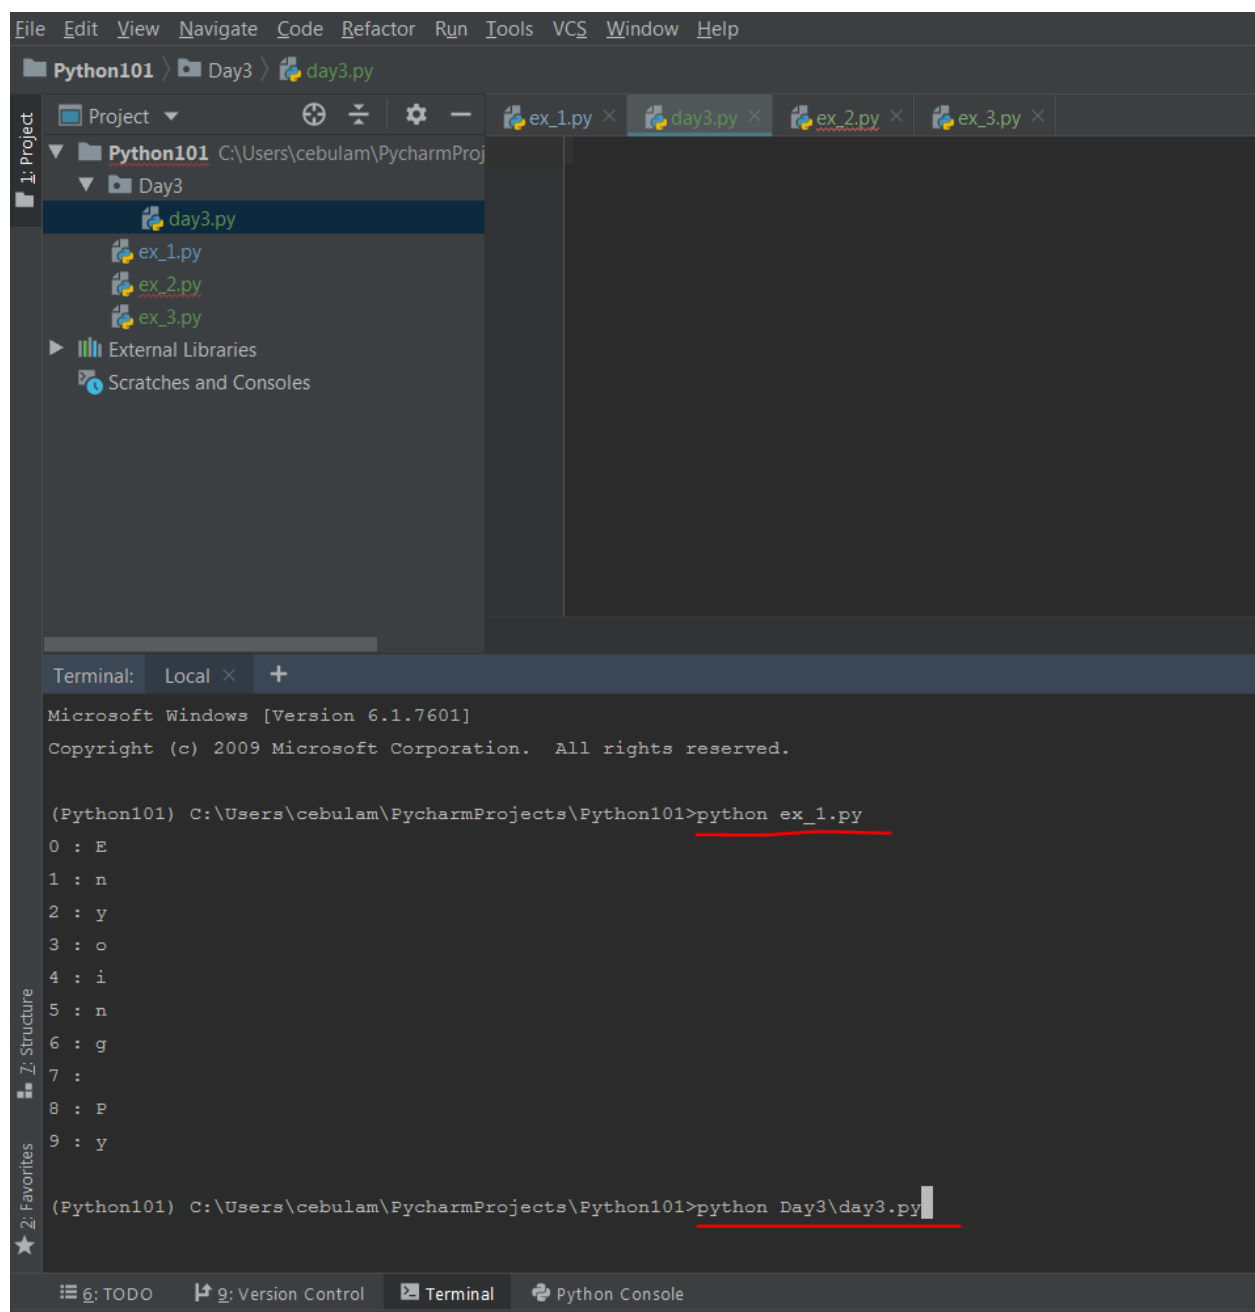 File Edit View Navigate Code Refactor Run Tools VCS Window Help
Python101 Day3 day3.py
1: Project
Project
ex_1.py day3.py ex_2.py ex_3.py
Python101 C:\Users\cebulam\PycharmProj
Day3
day3.py
ex_1.py
ex_2.py
ex_3.py
External Libraries
Scratches and Consoles
Terminal: Local +
Microsoft Windows [Version 6.1.7601]
Copyright (c) 2009 Microsoft Corporation. All rights reserved.
(Python101) C:\Users\cebulam\PycharmProjects\Python101>python ex_1.py
0 : E
1 : n
2 : y
3 : o
4 : i
5 : n
6 : g
7 :
8 : P
9 : y
(Python101) C:\Users\cebulam\PycharmProjects\Python101>python Day3\day3.py
7: Structure
2: Favorites
6: TODO 9: Version Control Terminal Python Console